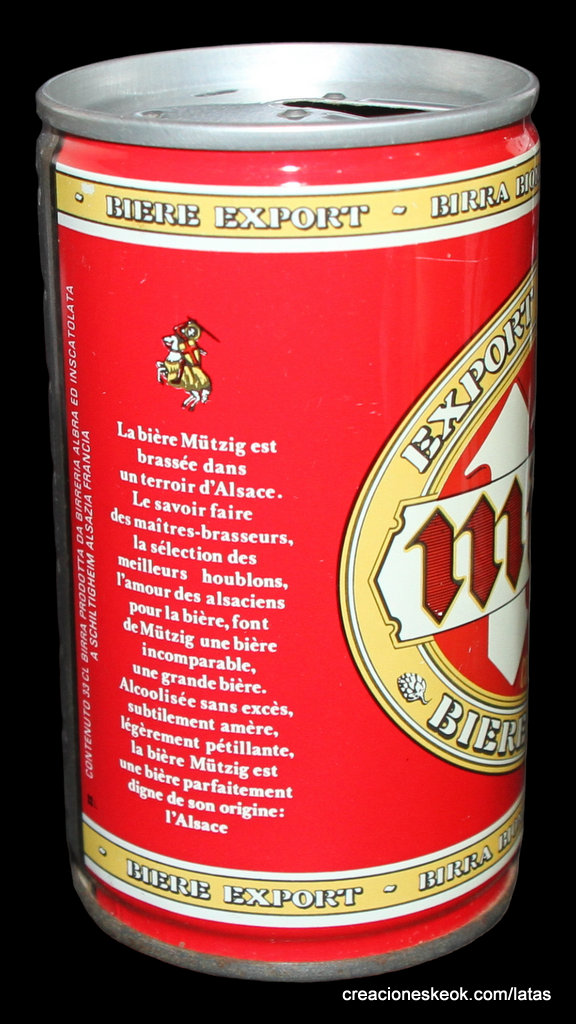 - BIERE EXPORT - BIRRA
EXPORT
m
BIERE
CONTENUTO 33 CL BIRRA PRODOTTA DA BIRRERIA ALBRA ED INSCATOLATA
A SCHILTIGHEIM ALSAZIA FRANCIA
La bière Mützig est
brassée dans
un terroir d'Alsace.
Le savoir faire
des maîtres-brasseurs,
la sélection des
meilleurs houblons,
l'amour des alsaciens
pour la bière, font
de Mützig une bière
incomparable,
une grande bière.
Alcoolisée sans excès,
subtilement amère,
légèrement pétillante,
la bière Mützig est
une bière parfaitement
digne de son origine:
l'Alsace
- BIERE EXPORT - BIRRA
creacioneskeok.com/latas